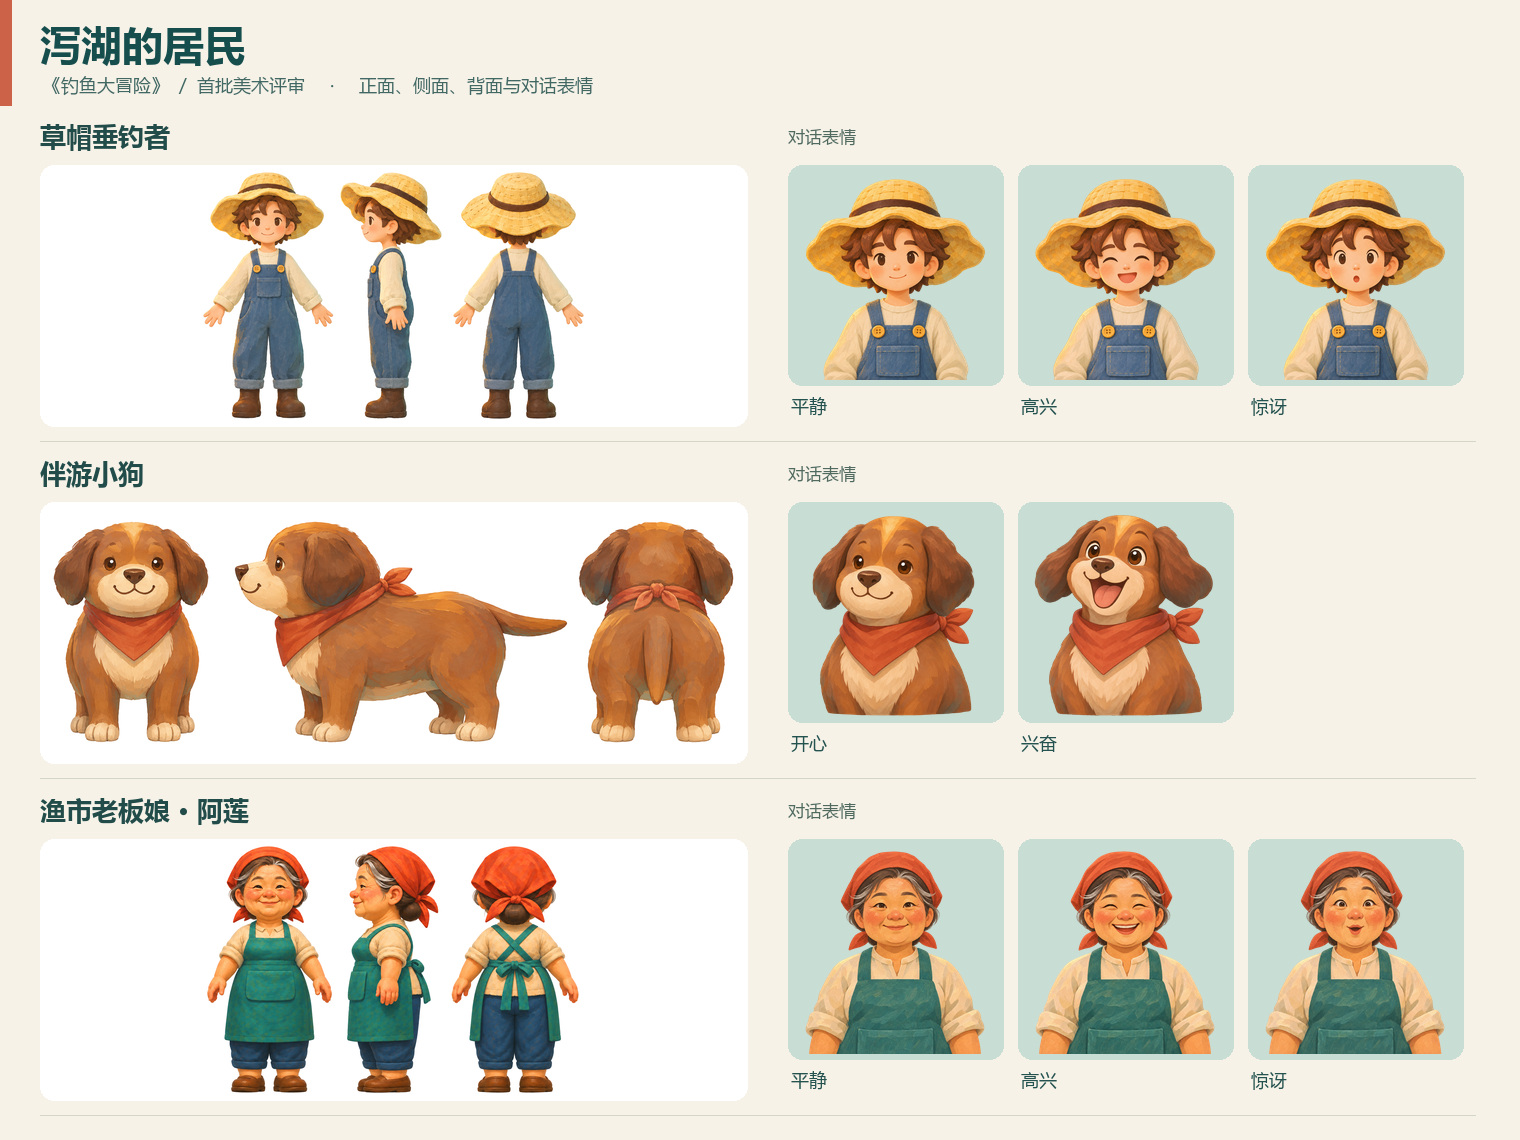 泻湖的居民
《钓鱼大冒险》 / 首批美术评审 · 正面、侧面、背面与对话表情
草帽垂钓者
对话表情
平静
高兴
惊讶
伴游小狗
对话表情
开心
兴奋
渔市老板娘·阿莲
对话表情
平静
高兴
惊讶